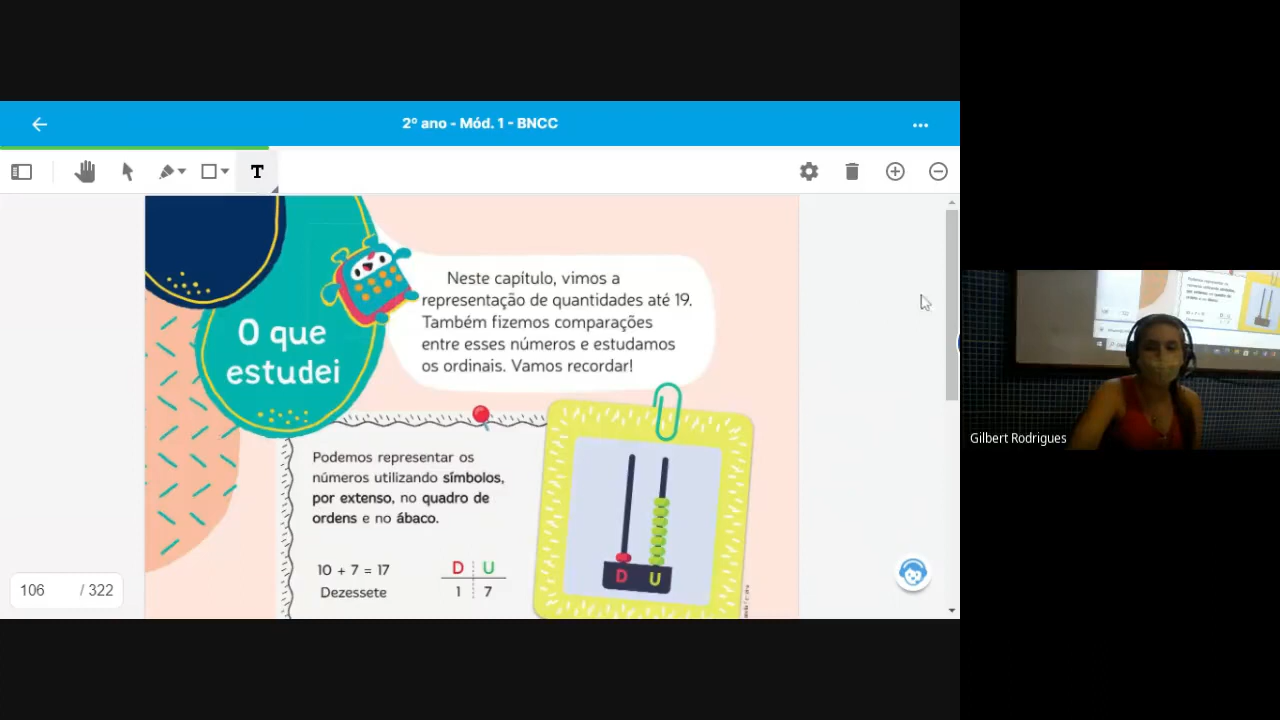 2º ano - Mód. 1 - BNCC
T
Neste capítulo, vimos a
representação de quantidades até 19.
Também fizemos comparações
entre esses números e estudamos
os ordinais. Vamos recordar!
O que
estudei
Podemos representar os
números utilizando símbolos,
por extenso, no quadro de
ordens e no ábaco.
10 + 7 = 17
Dezessete
D U
1 7
D U
106 / 322
Gilbert Rodrigues